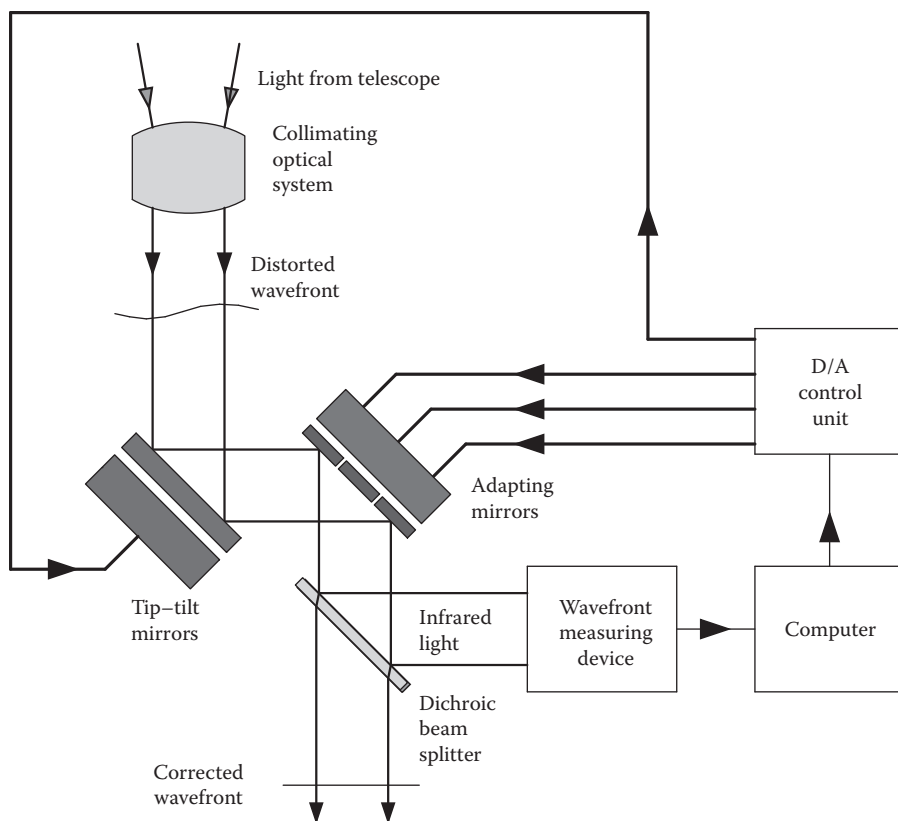 Light from telescope
Collimating
optical
system
Distorted
wavefront
D/A
control
unit
Adapting
mirrors
Tip–tilt
mirrors
Infrared
light
Wavefront
measuring
device
Computer
Dichroic
beam
splitter
Corrected
wavefront